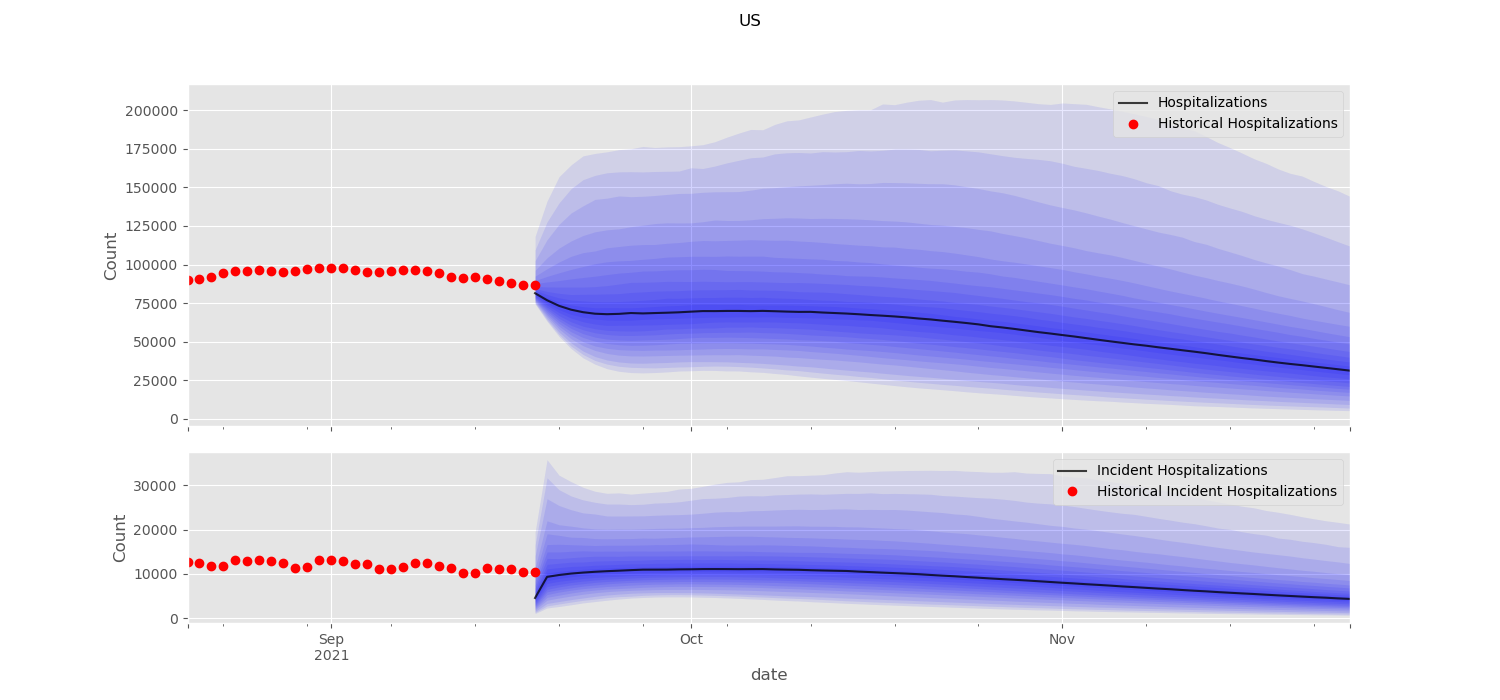 US
Count
200000
175000
150000
125000
100000
75000
50000
25000
0
Hospitalizations
Historical Hospitalizations
Count
30000
20000
10000
0
Incident Hospitalizations
Historical Incident Hospitalizations
Sep
2021
Oct
Nov
date